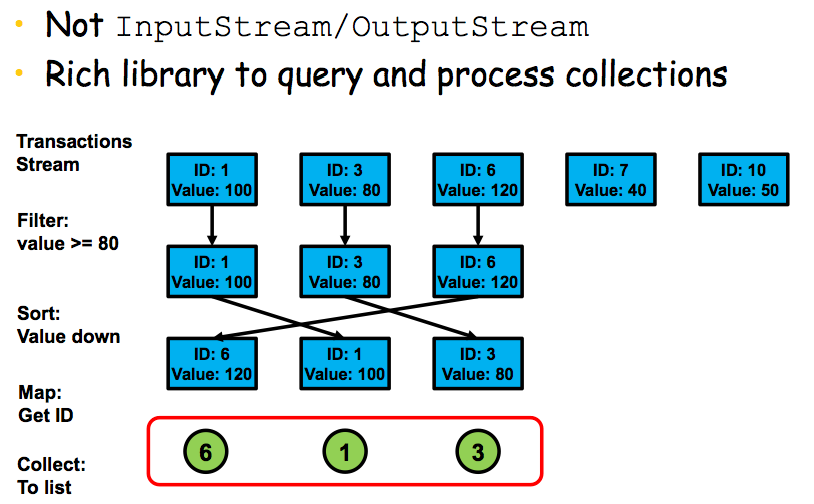 • Not InputStream/OutputStream
• Rich library to query and process collections
Transactions
Stream
ID: 1
Value: 100
ID: 3
Value: 80
ID: 6
Value: 120
ID: 7
Value: 40
ID: 10
Value: 50
Filter:
value >= 80
ID: 1
Value: 100
ID: 3
Value: 80
ID: 6
Value: 120
Sort:
Value down
ID: 6
Value: 120
ID: 1
Value: 100
ID: 3
Value: 80
Map:
Get ID
6
1
3
Collect:
To list